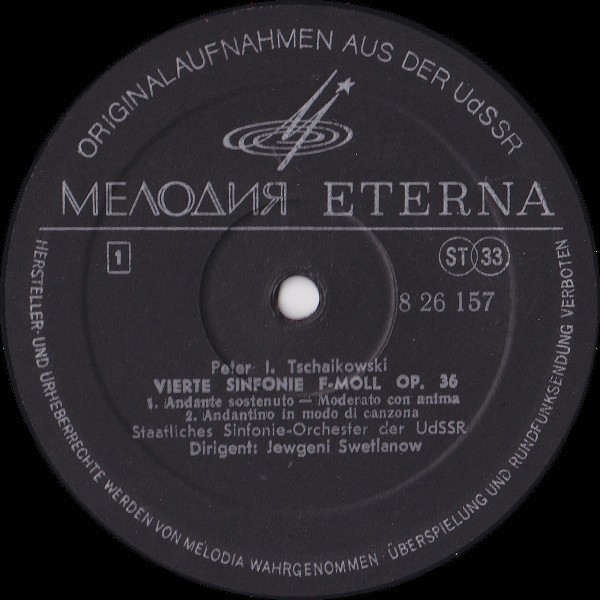 ORIGINALAUFNAHMEN AUS DER UdSSR
МЕЛОДИЯ ETERNA
1 ST 33
8 26 157
Peter I. Tschaikowski
VIERTE SINFONIE F-MOLL OP. 36
1. Andante sostenuto — Moderato con anima
2. Andantino in modo di canzona
Staatliches Sinfonie-Orchester der UdSSR
Dirigent: Jewgeni Swetlanow
HERSTELLER- UND URHEBERRECHTE WERDEN VON MELODIA WAHRGENOMMEN · ÜBERSPIELUNG UND RUNDFUNKSENDUNG VERBOTEN